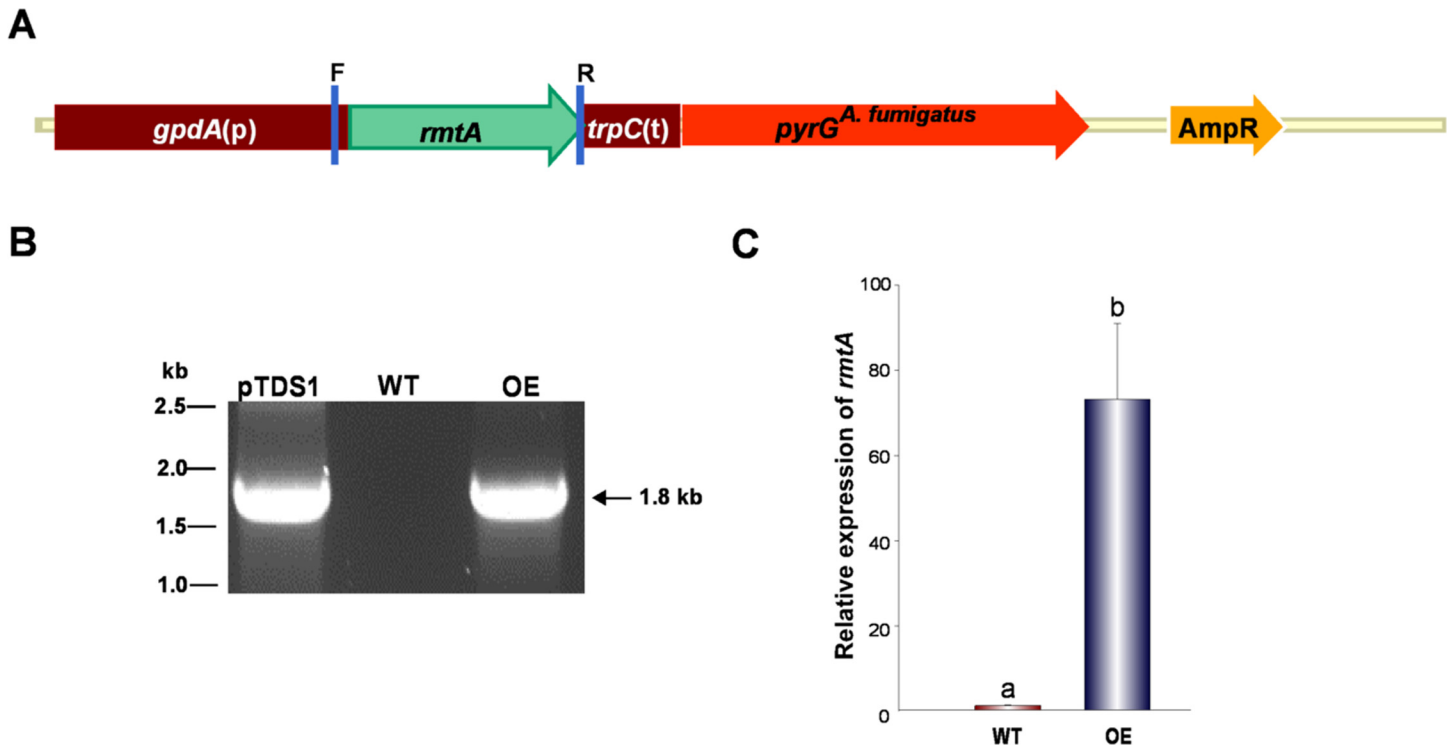 A
F R
gpdA(p) rmtA trpC(t) pyrG A. fumigatus AmpR
B
kb pTDS1 WT OE
2.5
2.0
1.8 kb
1.5
1.0
C
Relative expression of rmtA
100
80
60
40
20
0
a
b
WT OE